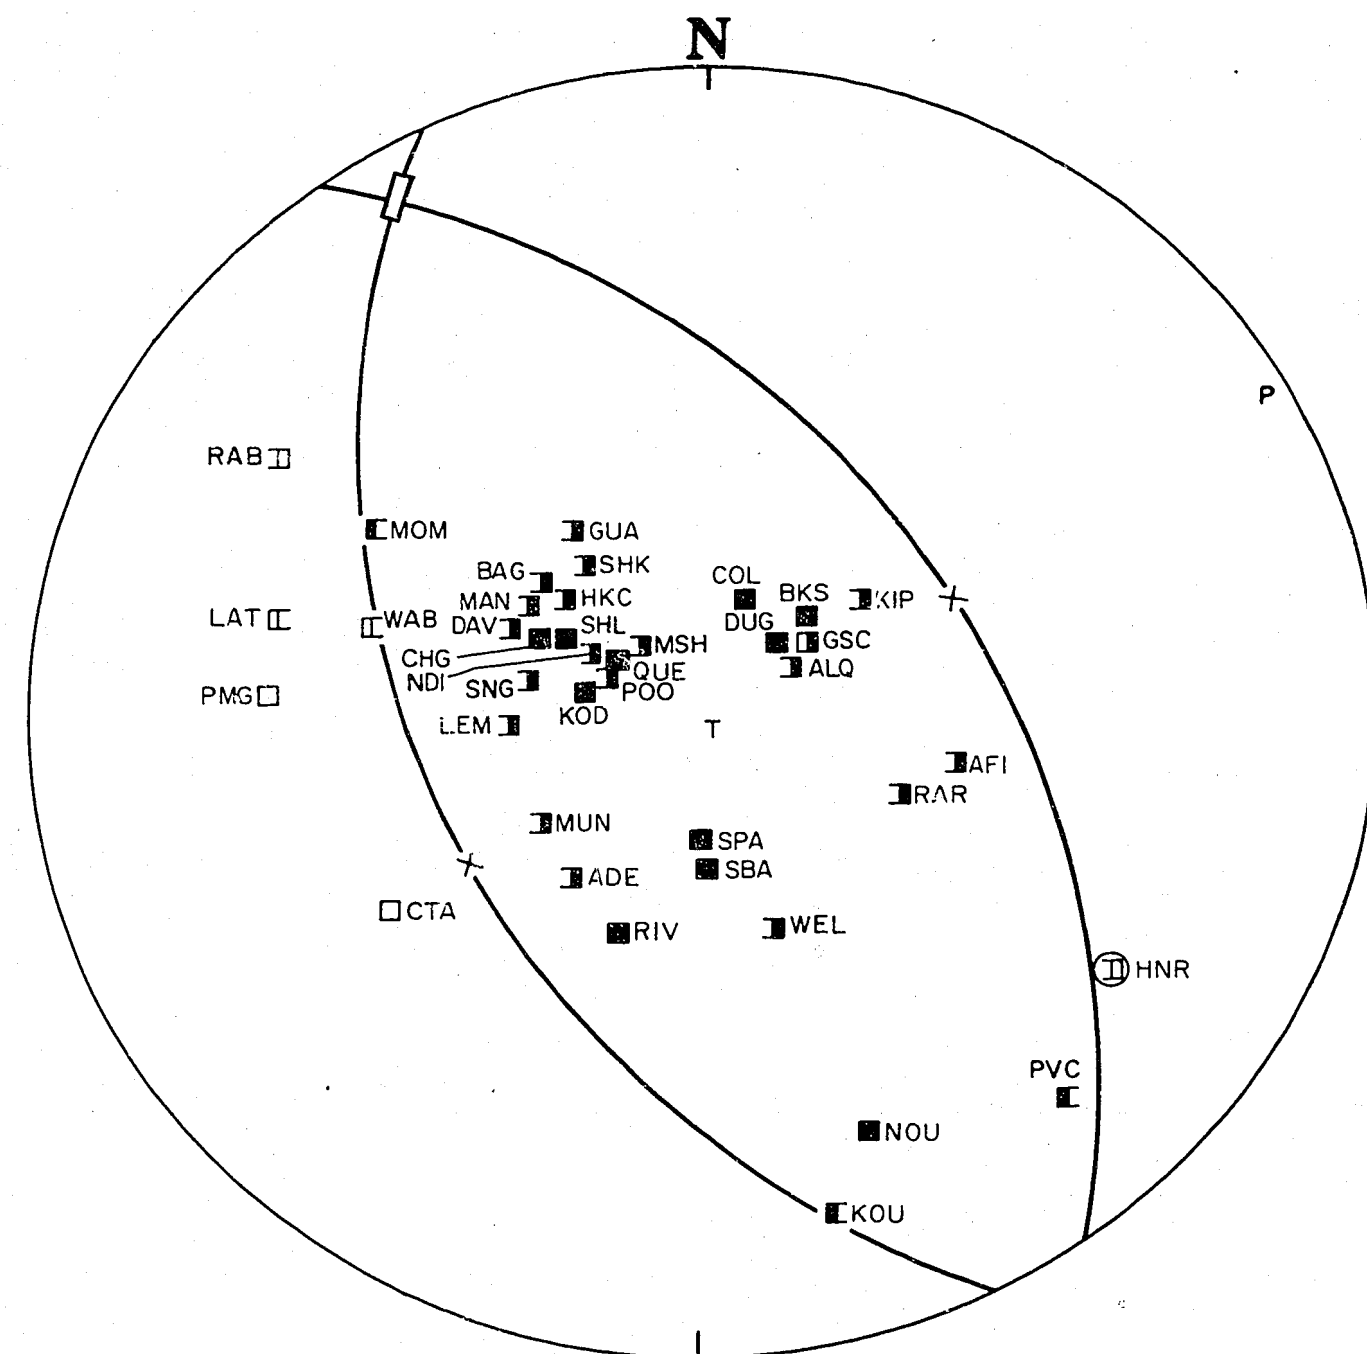 N
P
RAB
MOM
GUA
SHK
BAG
COL
HKC
MAN
BKS
KIP
LAT
WAB
DAV
SHL
DUG
GSC
MSH
CHG
QUE
ALQ
NDI
SNG
POO
PMG
KOD
LEM
T
AFI
RAR
MUN
SPA
SBA
ADE
CTA
RIV
WEL
HNR
PVC
NOU
KOU